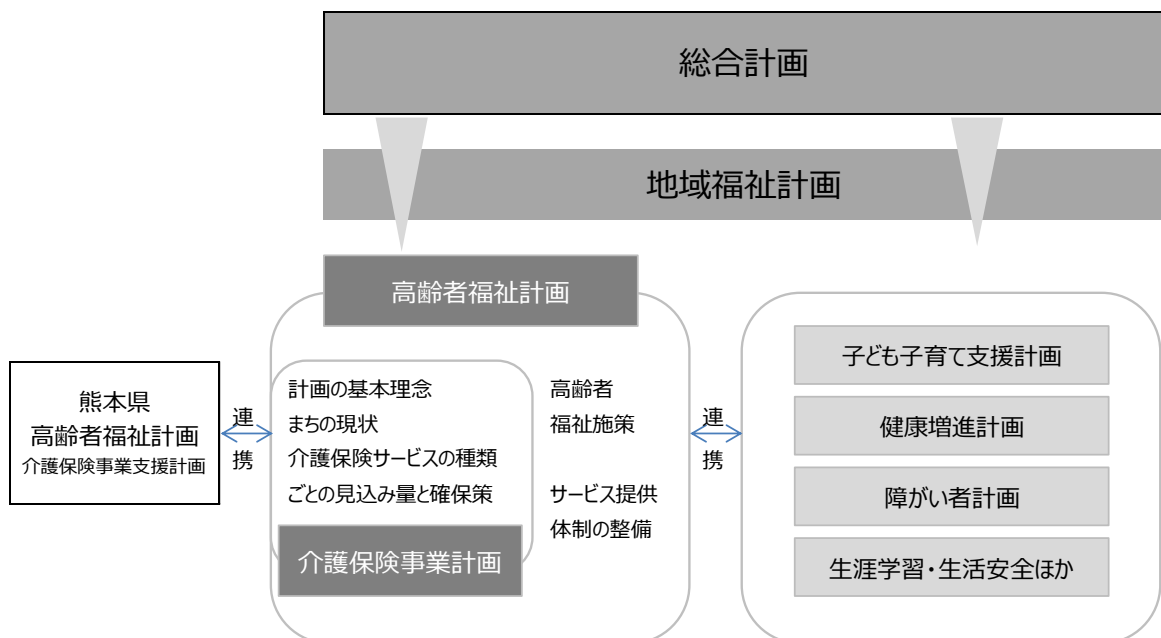 総合計画
地域福祉計画
高齢者福祉計画
熊本県
高齢者福祉計画
介護保険事業支援計画
連
携
計画の基本理念
まちの現状
介護保険サービスの種類
ごとの見込み量と確保策
介護保険事業計画
高齢者
福祉施策
サービス提供
体制の整備
連
携
子ども子育て支援計画
健康増進計画
障がい者計画
生涯学習・生活安全ほか